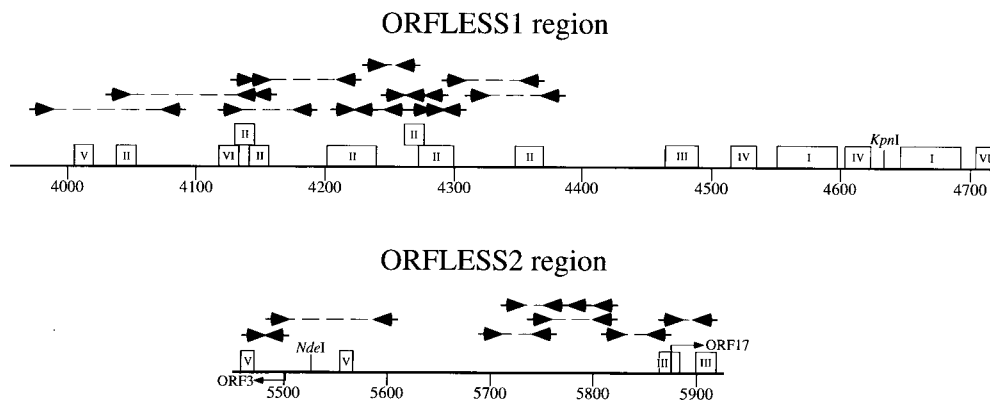 ORFLESS1 region
II II
KpnI
V II VI II II II II III IV I IV I VI
4000 4100 4200 4300 4400 4500 4600 4700
ORFLESS2 region
NdeI ORF17
V V III III
ORF3
5500 5600 5700 5800 5900